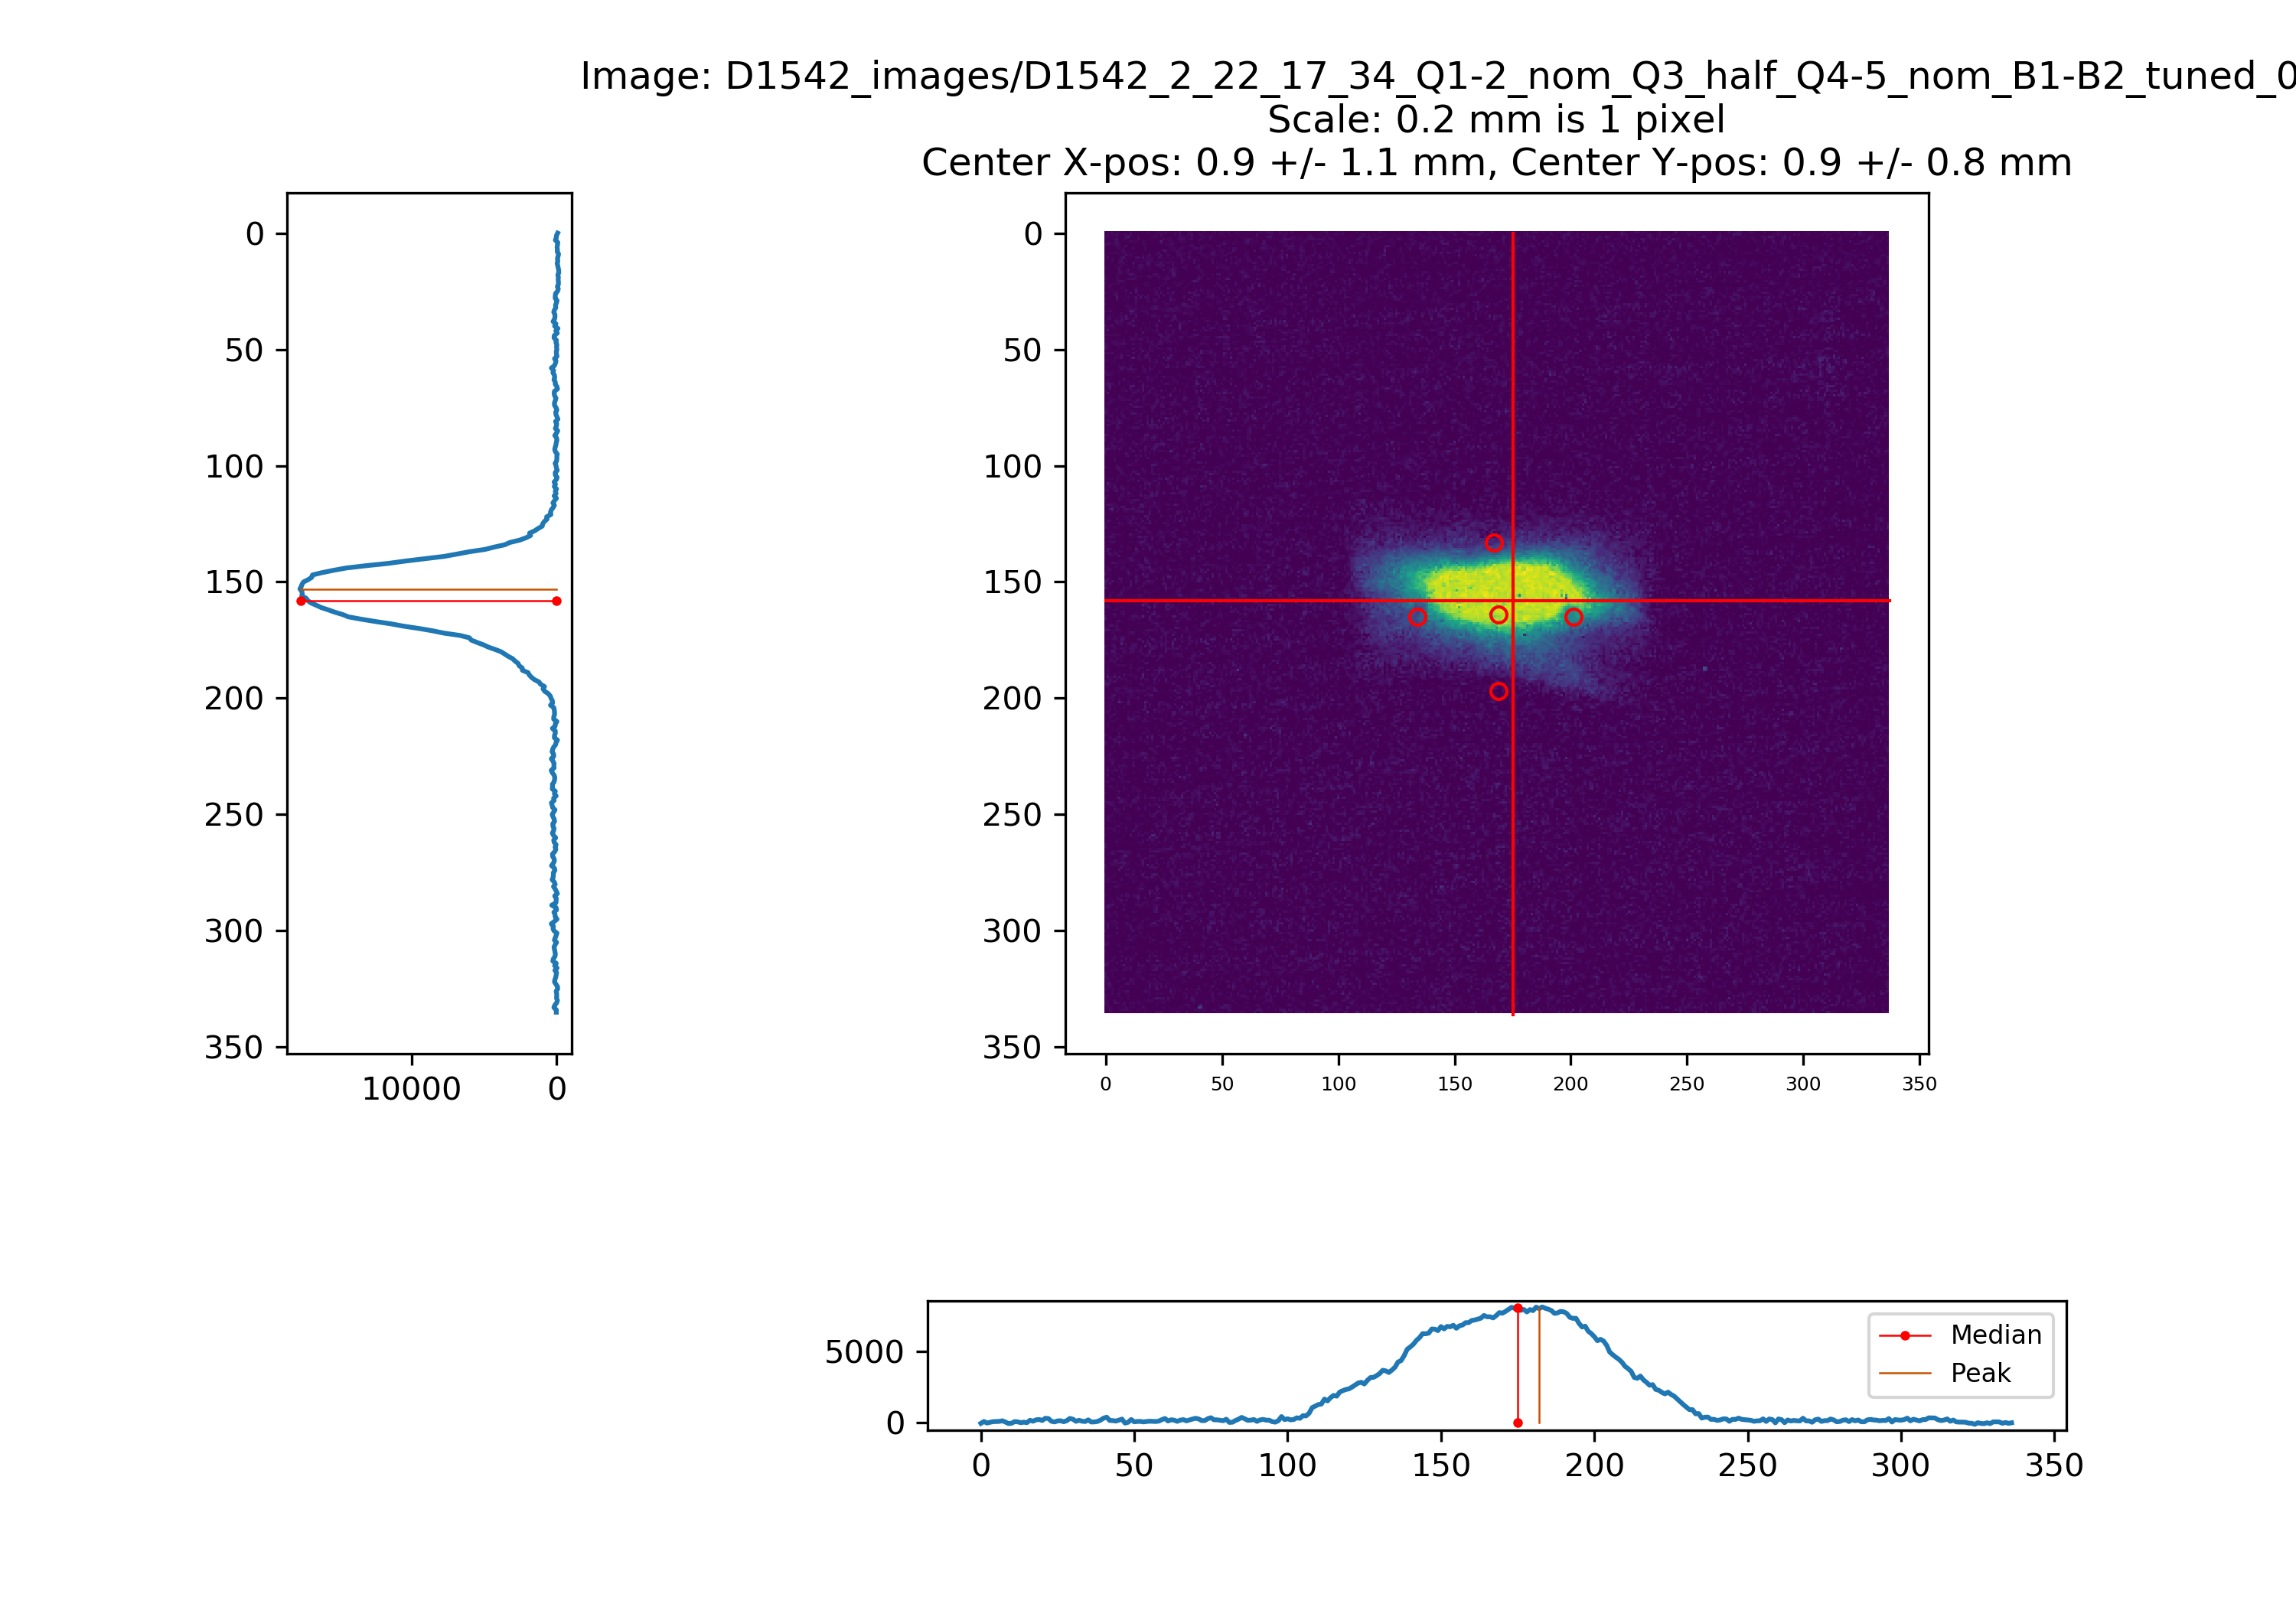 Image: D1542_images/D1542_2_22_17_34_Q1-2_nom_Q3_half_Q4-5_nom_B1-B2_tuned_0
Scale: 0.2 mm is 1 pixel
Center X-pos: 0.9 +/- 1.1 mm, Center Y-pos: 0.9 +/- 0.8 mm
0
50
100
150
200
250
300
350
10000 0
0
50
100
150
200
250
300
350
0 50 100 150 200 250 300 350
5000
0
Median
Peak
0 50 100 150 200 250 300 350